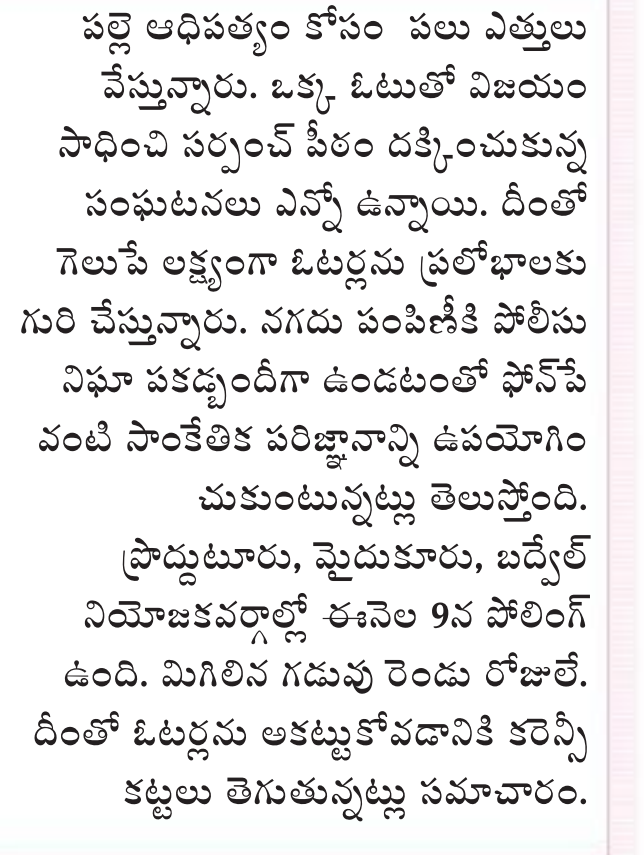 పల్లె ఆధిపత్యం కోసం పలు ఎత్తులు
వేస్తున్నారు. ఒక్క ఓటుతో విజయం
సాధించి సర్పంచ్ పీఠం దక్కించుకున్న
సంఘటనలు ఎన్నో ఉన్నాయి. దీంతో
గెలుపే లక్ష్యంగా ఓటర్లను ప్రలోభాలకు
గురి చేస్తున్నారు. నగదు పంపిణీకి పోలీసు
నిఘా పకడ్బందీగా ఉండటంతో ఫోన్‌పే
వంటి సాంకేతిక పరిజ్ఞానాన్ని ఉపయోగిం
చుకుంటున్నట్లు తెలుస్తోంది.
ప్రొద్దుటూరు, మైదుకూరు, బద్వేల్
నియోజకవర్గాల్లో ఈనెల 9న పోలింగ్
ఉంది. మిగిలిన గడువు రెండు రోజులే.
దీంతో ఓటర్లను అకట్టుకోవడానికి కరెన్సీ
కట్టలు తెగుతున్నట్లు సమాచారం.